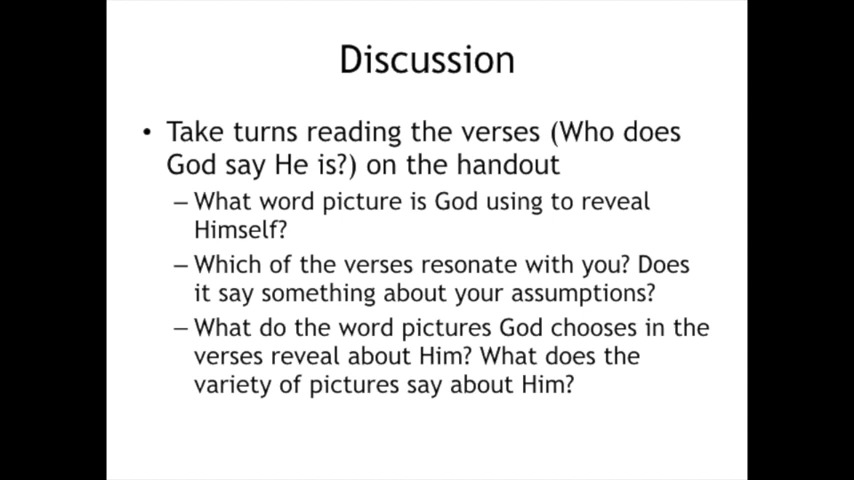 Discussion
• Take turns reading the verses (Who does
God say He is?) on the handout
– What word picture is God using to reveal
Himself?
– Which of the verses resonate with you? Does
it say something about your assumptions?
– What do the word pictures God chooses in the
verses reveal about Him? What does the
variety of pictures say about Him?